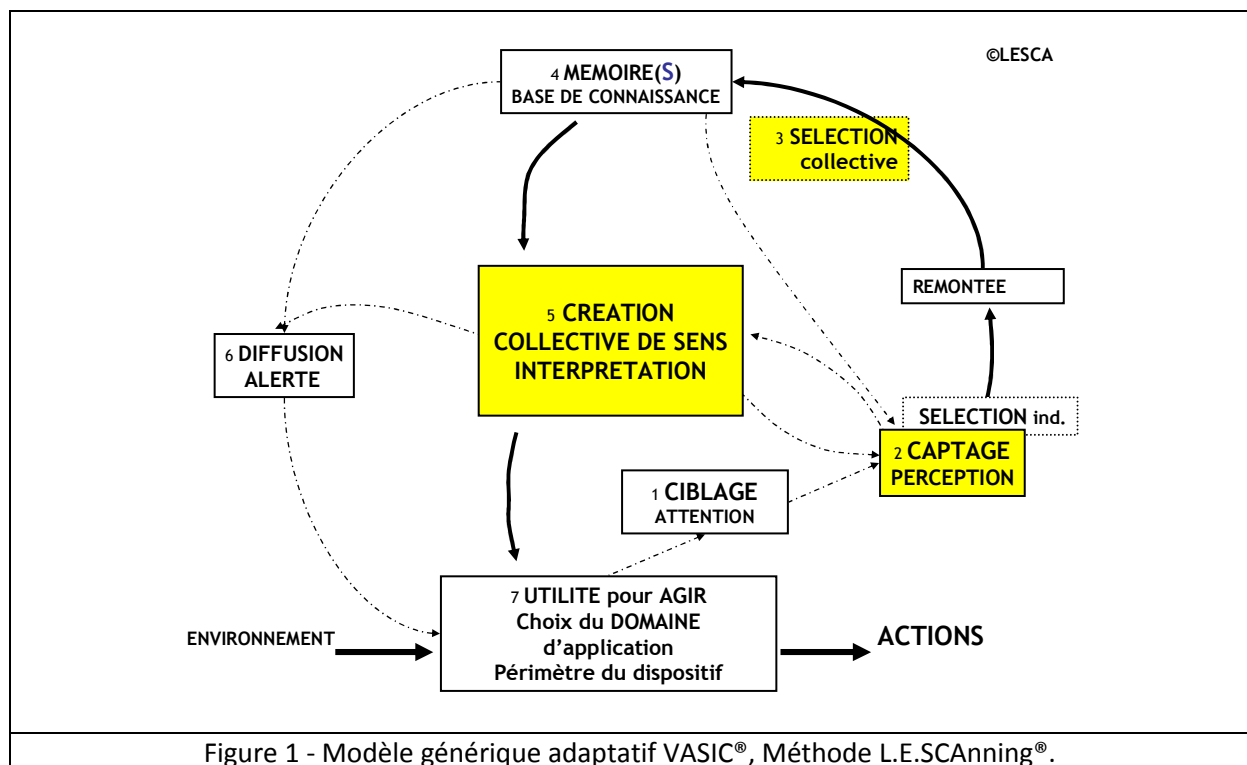 ©LESCA
4 MEMOIRE(S)
BASE DE CONNAISSANCE
3 SELECTION
collective
REMONTEE
5 CREATION
COLLECTIVE DE SENS
INTERPRETATION
6 DIFFUSION
ALERTE
SELECTION ind.
2 CAPTAGE
PERCEPTION
1 CIBLAGE
ATTENTION
7 UTILITE pour AGIR
Choix du DOMAINE
d’application
Périmètre du dispositif
ENVIRONNEMENT
ACTIONS
Figure 1 - Modèle générique adaptatif VASIC®, Méthode L.E.SCAnning®.